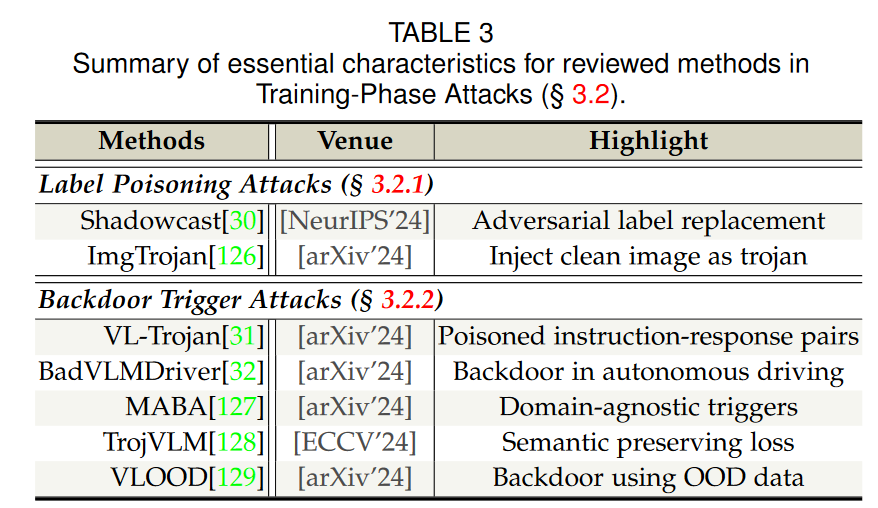 TABLE 3
Summary of essential characteristics for reviewed methods in
Training-Phase Attacks (§ 3.2).
Methods Venue Highlight
Label Poisoning Attacks (§ 3.2.1)
Shadowcast[30] [NeurIPS’24] Adversarial label replacement
ImgTrojan[126] [arXiv’24] Inject clean image as trojan
Backdoor Trigger Attacks (§ 3.2.2)
VL-Trojan[31] [arXiv’24] Poisoned instruction-response pairs
BadVLMDriver[32] [arXiv’24] Backdoor in autonomous driving
MABA[127] [arXiv’24] Domain-agnostic triggers
TrojVLM[128] [ECCV’24] Semantic preserving loss
VLOOD[129] [arXiv’24] Backdoor using OOD data